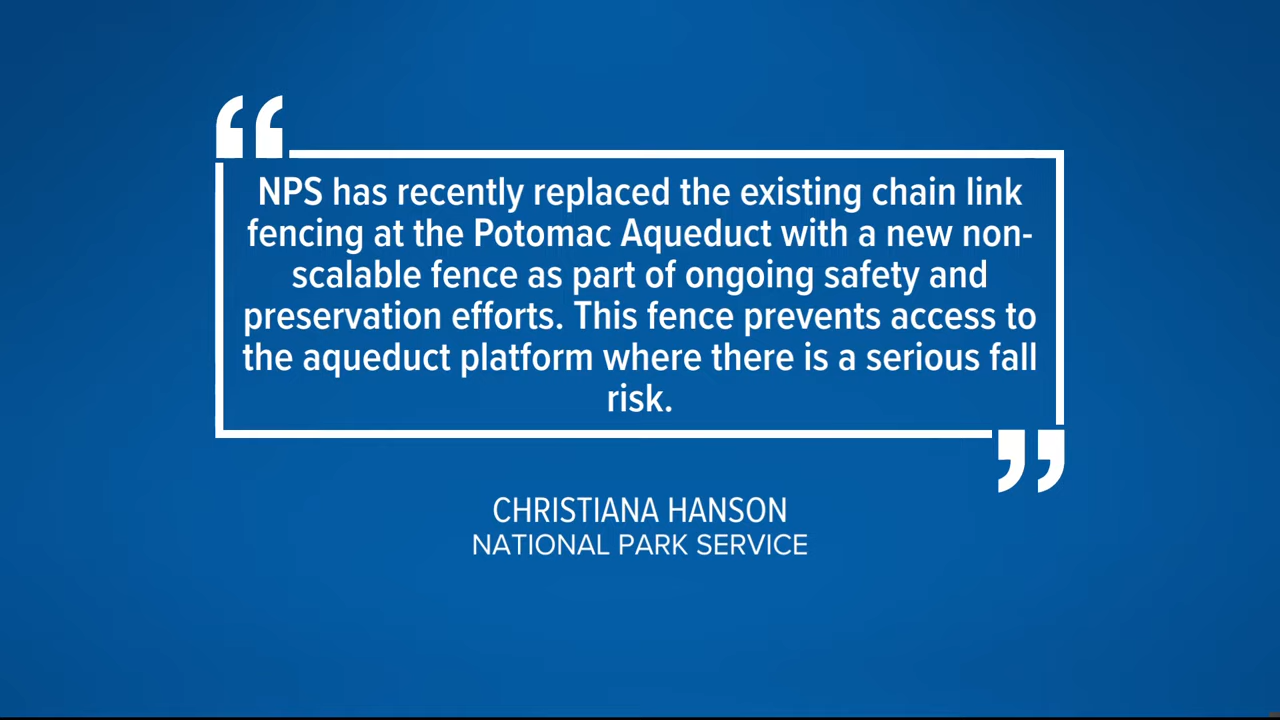 “
NPS has recently replaced the existing chain link
fencing at the Potomac Aqueduct with a new non-
scalable fence as part of ongoing safety and
preservation efforts. This fence prevents access to
the aqueduct platform where there is a serious fall
risk.
”
CHRISTIANA HANSON
NATIONAL PARK SERVICE